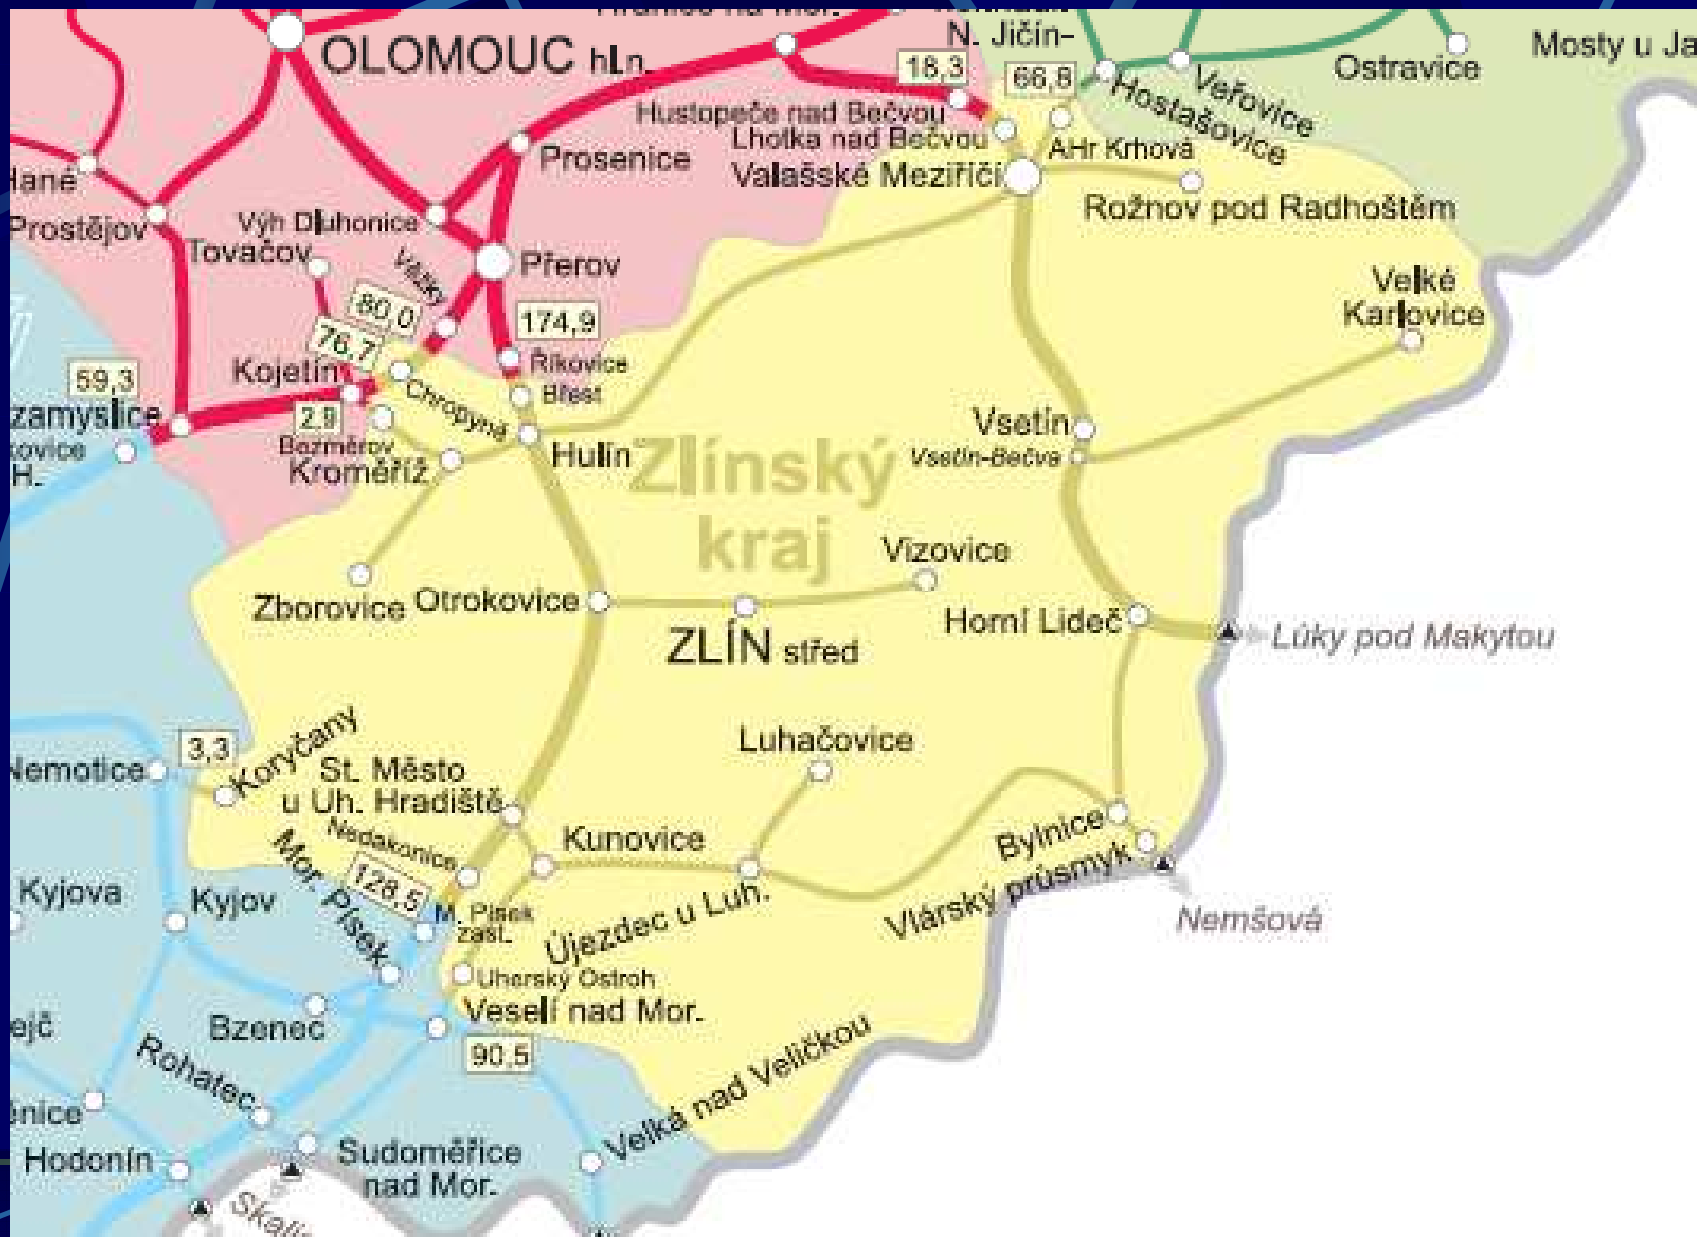 N. Jičín-
OLOMOUC hl.n.
18,3
66,8
Ostravice
Mosty u Ja
Veřovice
Hostašovice
Hustopeče nad Bečvou
Lhotka nad Bečvou
AHr Krhová
Prosenice
Valašské Meziříčí
Rožnov pod Radhoštěm
Hané
Prostějov
Výh Dluhonice
Tovačov
Věžky
Přerov
Velké
Karlovice
80,0
174,9
76,7
Říkovice
Kojetín
59,3
Břest
Chropyně
2,9
zamyslice
Bezměrov
Kroměříž
Hulín
Vsetín
Vsetín-Bečva
kovice
H.
Zlínský
kraj
Vizovice
Zborovice
Otrokovice
ZLÍN střed
Horní Lideč
Lúky pod Makytou
3,3
Koryčany
Nemotice
St. Město
u Uh. Hradiště
Luhačovice
Nedakonice
Kunovice
Bylnice
Vlárský průsmyk
Nemšová
Mor. Písek
128,5
M. Písek
zast.
Újezdec u Luh.
Kyjova
Kyjov
Uherský Ostroh
Veselí nad Mor.
90,5
Bzenec
ejč
Rohatec
Velká nad Veličkou
ěnice
Hodonín
Sudoměřice
nad Mor.